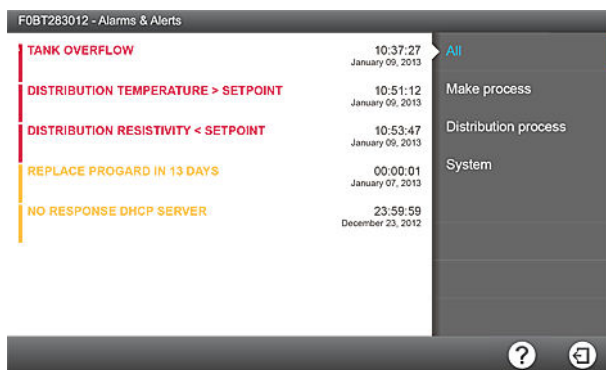 F0BT283012 - Alarms & Alerts
TANK OVERFLOW
10:37:27
January 09, 2013
DISTRIBUTION TEMPERATURE > SETPOINT
10:51:12
January 09, 2013
DISTRIBUTION RESISTIVITY < SETPOINT
10:53:47
January 09, 2013
REPLACE PROGARD IN 13 DAYS
00:00:01
January 07, 2013
NO RESPONSE DHCP SERVER
23:59:59
December 23, 2012
All
Make process
Distribution process
System
?